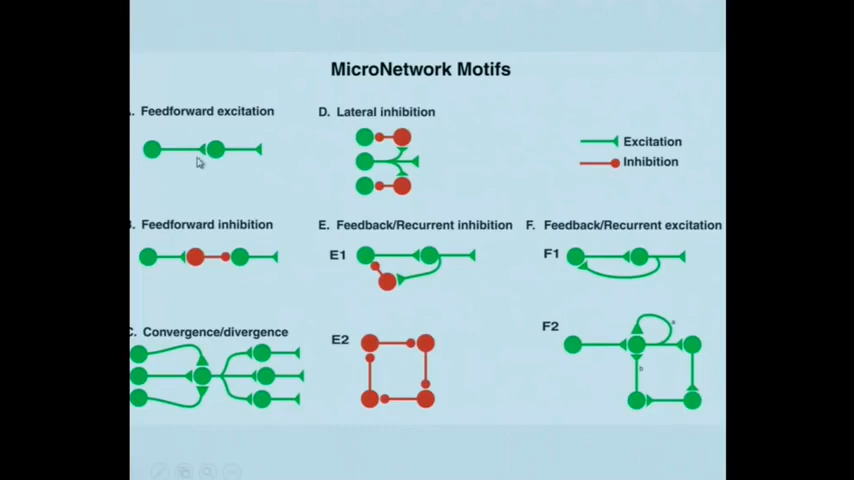 MicroNetwork Motifs
. Feedforward excitation
D. Lateral inhibition
Excitation
Inhibition
. Feedforward inhibition
E. Feedback/Recurrent inhibition
F. Feedback/Recurrent excitation
E1
F1
C. Convergence/divergence
E2
F2
a
b